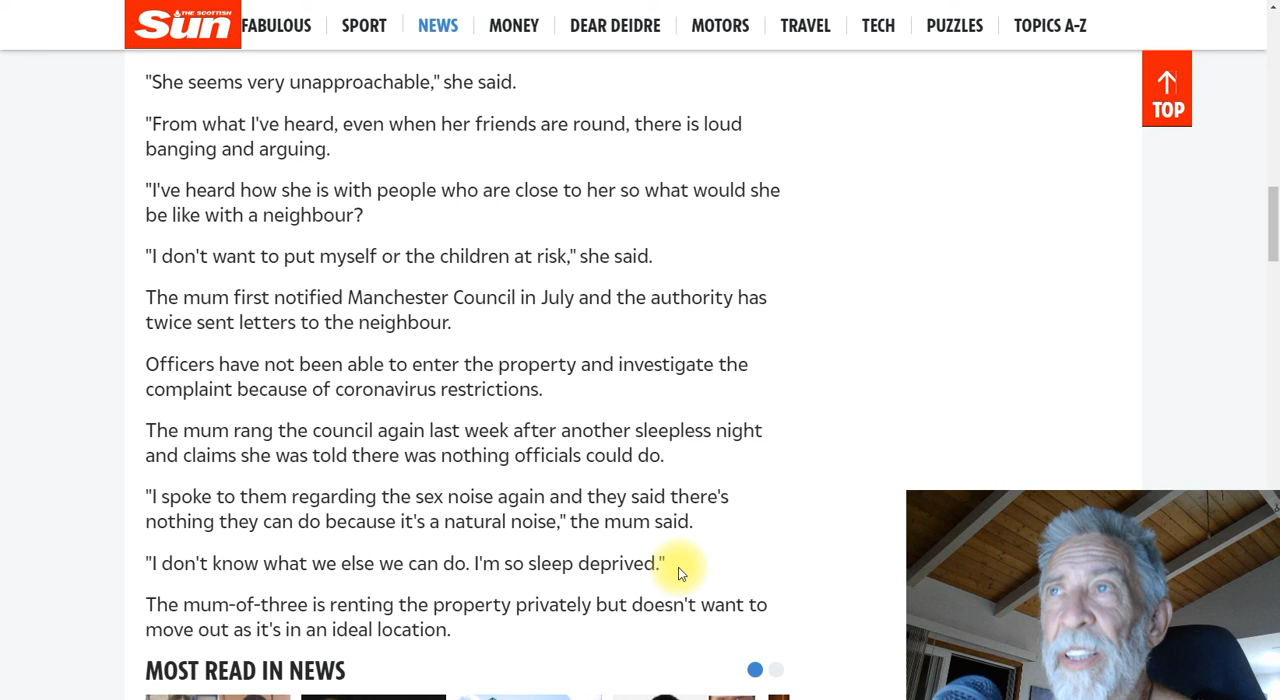 THE SCOTTISH
Sun
FABULOUS SPORT NEWS MONEY DEAR DEIDRE MOTORS TRAVEL TECH PUZZLES TOPICS A-Z
TOP
"She seems very unapproachable," she said.
"From what I've heard, even when her friends are round, there is loud
banging and arguing.
"I've heard how she is with people who are close to her so what would she
be like with a neighbour?
"I don't want to put myself or the children at risk," she said.
The mum first notified Manchester Council in July and the authority has
twice sent letters to the neighbour.
Officers have not been able to enter the property and investigate the
complaint because of coronavirus restrictions.
The mum rang the council again last week after another sleepless night
and claims she was told there was nothing officials could do.
"I spoke to them regarding the sex noise again and they said there's
nothing they can do because it's a natural noise," the mum said.
"I don't know what we else we can do. I'm so sleep deprived."
The mum-of-three is renting the property privately but doesn't want to
move out as it's in an ideal location.
MOST READ IN NEWS